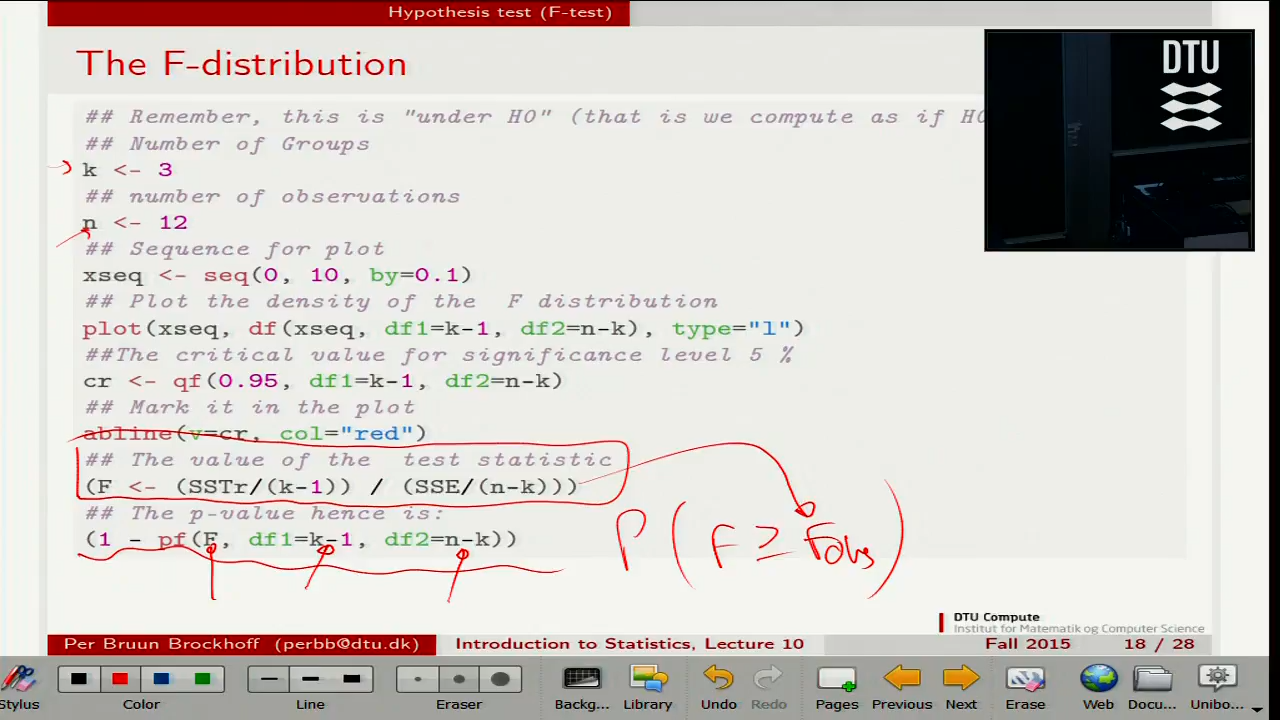 Hypothesis test (F-test)
The F-distribution
DTU
## Remember, this is "under H0" (that is we compute as if H0
## Number of Groups
k <- 3
## number of observations
n <- 12
## Sequence for plot
xseq <- seq(0, 10, by=0.1)
## Plot the density of the  F distribution
plot(xseq, df(xseq, df1=k-1, df2=n-k), type="l")
##The critical value for significance level 5 %
cr <- qf(0.95, df1=k-1, df2=n-k)
## Mark it in the plot
abline(v=cr, col="red")
## The value of the  test statistic
(F <- (SSTr/(k-1)) / (SSE/(n-k)))
## The p-value hence is:
(1 - pf(F, df1=k-1, df2=n-k))
P(F ≥ Fobs)
DTU Compute
Institut for Matematik og Computer Science
Per Bruun Brockhoff (perbb@dtu.dk)
Introduction to Statistics, Lecture 10
Fall 2015
18 / 28
Stylus
Color
Line
Eraser
Backg...
Library
Undo
Redo
Pages
Previous
Next
Erase
Web
Docu...
Unibo...